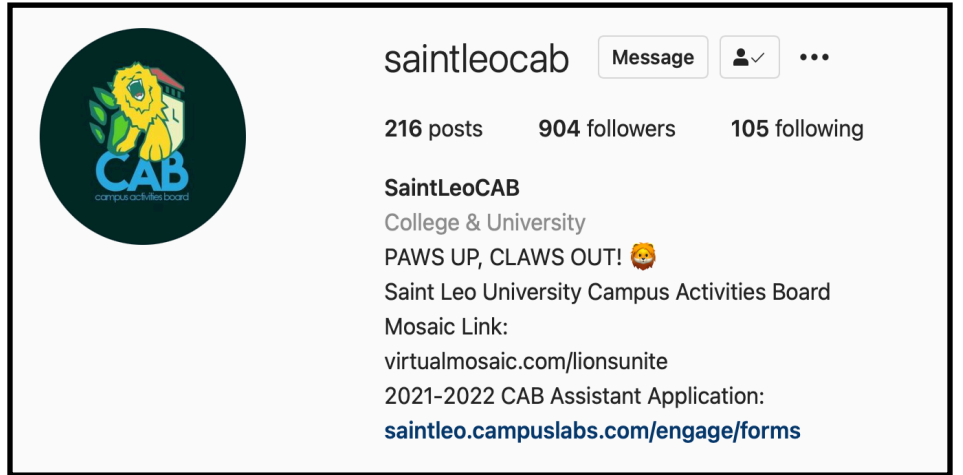 CAB
campus activities board
saintleocab Message
216 posts 904 followers 105 following
SaintLeoCAB
College & University
PAWS UP, CLAWS OUT! 🦁
Saint Leo University Campus Activities Board
Mosaic Link:
virtualmosaic.com/lionsunite
2021-2022 CAB Assistant Application:
saintleo.campuslabs.com/engage/forms